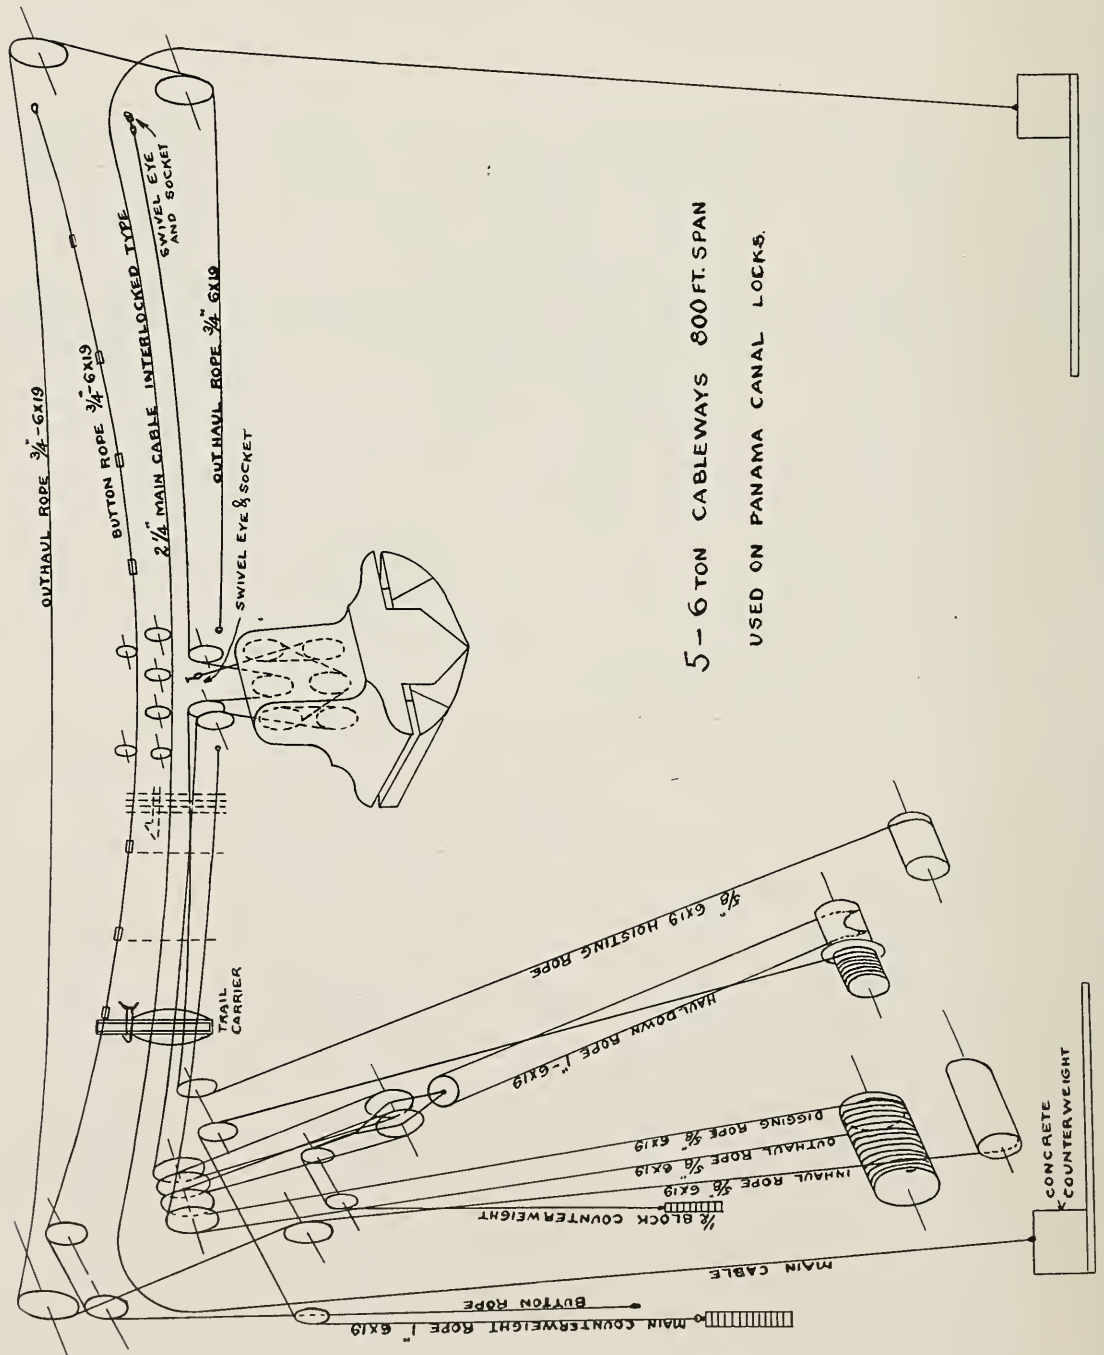 OUTHAUL ROPE 3/4"-6X19
BUTTON ROPE 3/4"-6X19
2 1/4" MAIN CABLE INTERLOCKED TYPE
SWIVEL EYE
AND SOCKET
OUTHAUL ROPE 3/4" 6X19
SWIVEL EYE & SOCKET
TRAIL
CARRIER
5/8" 6X19 HOISTING ROPE
HAUL DOWN ROPE 1"-6X19
DIGGING ROPE 5/8" 6X19
OUTHAUL ROPE 5/8" 6X19
INHAUL ROPE 5/8" 6X19
1/2 BLOCK COUNTERWEIGHT
MAIN CABLE
BUTTON ROPE
MAIN COUNTERWEIGHT ROPE 1" 6X19
CONCRETE
COUNTERWEIGHT
5-6 TON CABLEWAYS 800 FT. SPAN
USED ON PANAMA CANAL LOCKS.